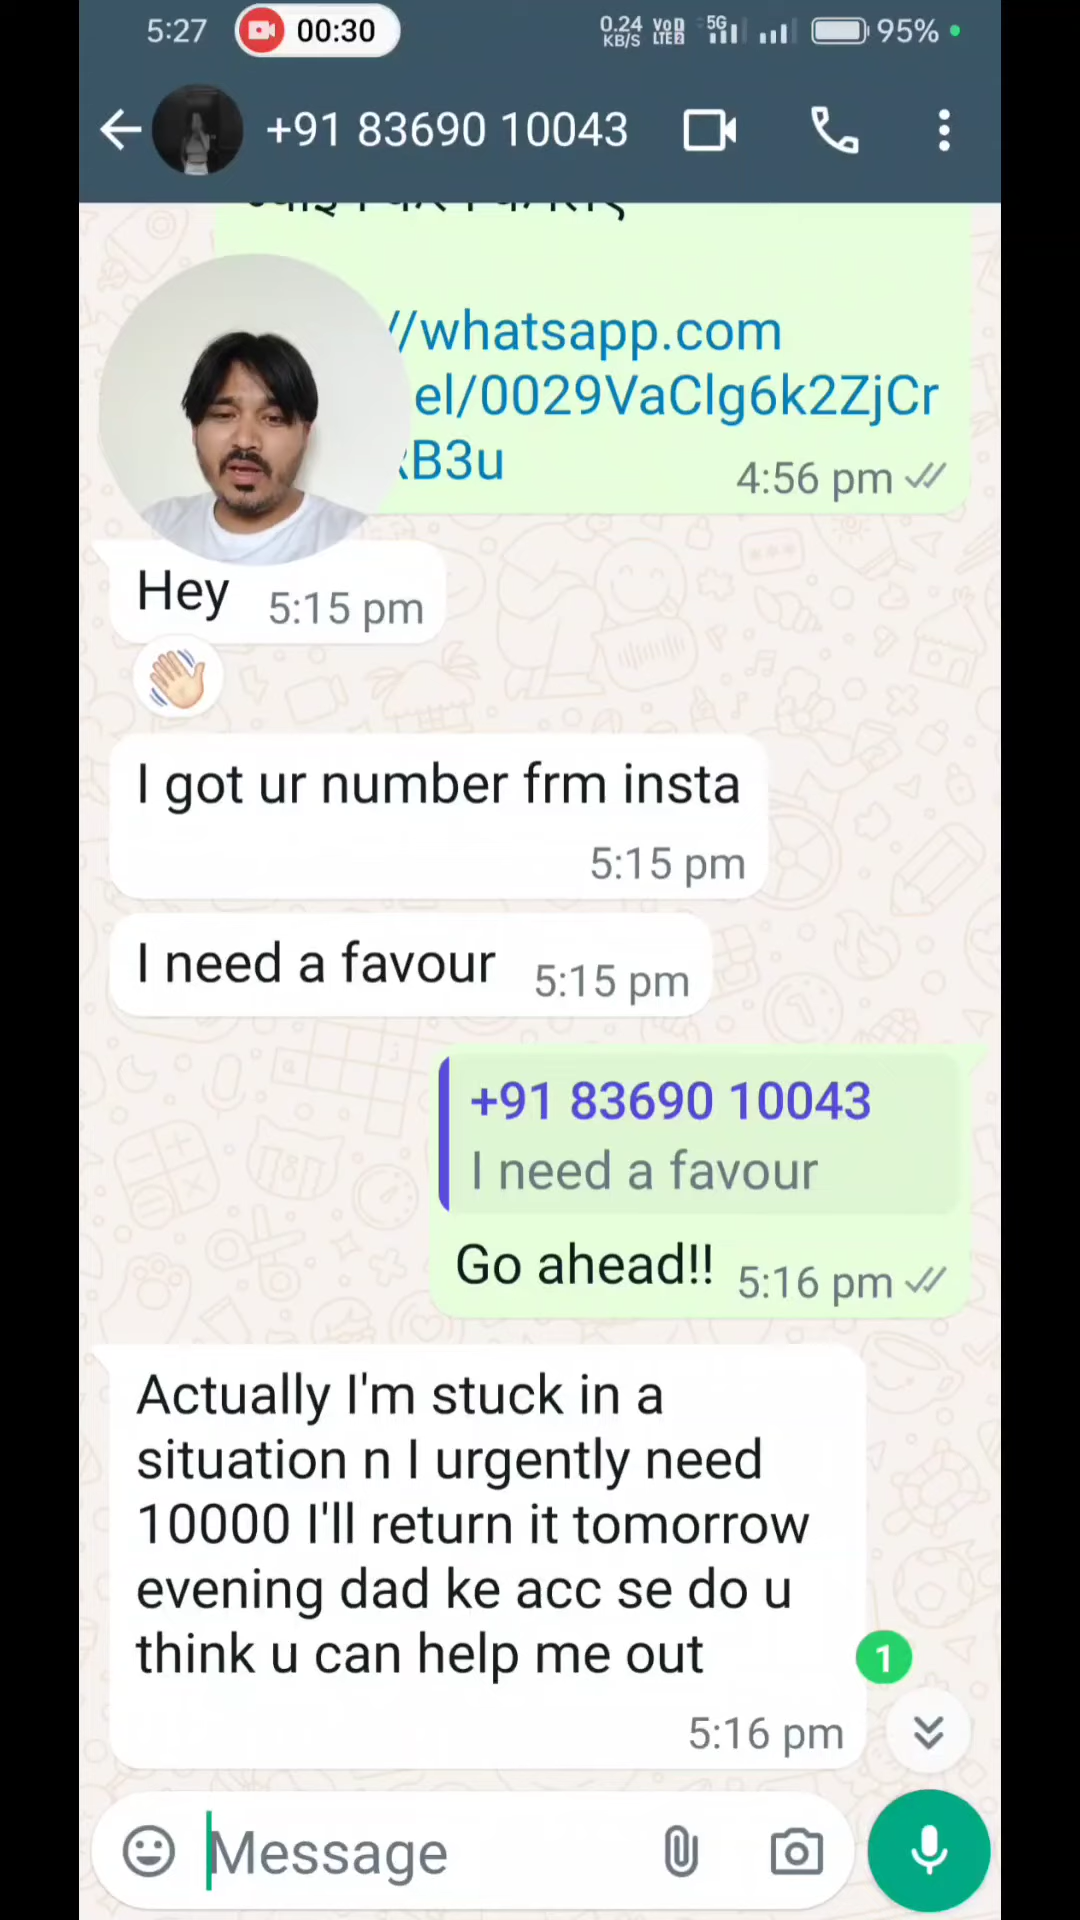 5:27 00:30 0.24 KB/S VoD LTE2 5G 95%
+91 83690 10043
//whatsapp.com
el/0029VaClg6k2ZjCr
B3u 4:56 pm
Hey 5:15 pm
I got ur number frm insta
5:15 pm
I need a favour 5:15 pm
+91 83690 10043
I need a favour
Go ahead!! 5:16 pm
Actually I'm stuck in a
situation n I urgently need
10000 I'll return it tomorrow
evening dad ke acc se do u
think u can help me out
1
5:16 pm
Message